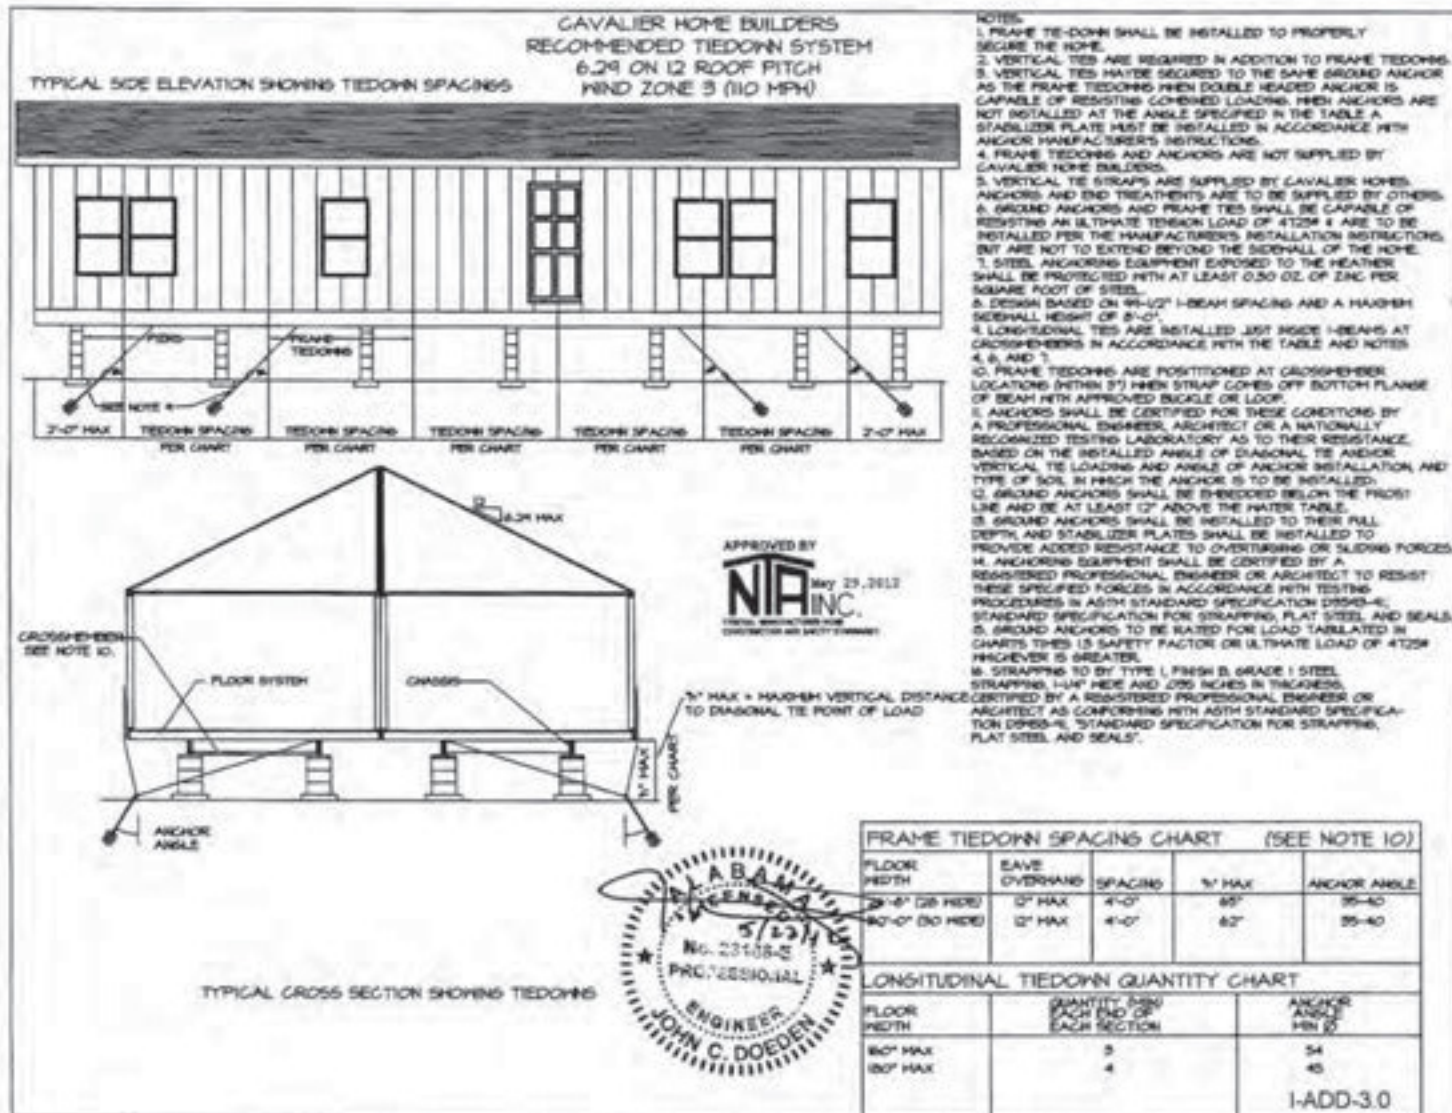 CAVALIER HOME BUILDERS
RECOMMENDED TIEDOWN SYSTEM
6.29 ON 12 ROOF PITCH
WIND ZONE 3 (110 MPH)
TYPICAL SIDE ELEVATION SHOWING TIEDOWN SPACINGS
PIERS
FRAME
TIEDOWNS
SEE NOTE
2'-0" MAX
TIEDOWN SPACING
PER CHART
TIEDOWN SPACING
PER CHART
TIEDOWN SPACING
PER CHART
TIEDOWN SPACING
PER CHART
TIEDOWN SPACING
PER CHART
2'-0" MAX
12
6.29 MAX
CROSSMEMBER
SEE NOTE 10.
FLOOR SYSTEM
CHASSIS
MAX = MAXIMUM VERTICAL DISTANCE
TO DIAGONAL TIE POINT OF LOAD
MAX
PER CHART
ANCHOR
ANGLE
TYPICAL CROSS SECTION SHOWING TIEDOWNS
APPROVED BY
NTA INC.
May 29, 2012
ALABAMA
LICENSED
PROFESSIONAL
ENGINEER
JOHN C. DOEDEN
NOTES:
1. FRAME TIE-DOWN SHALL BE INSTALLED TO PROPERLY
SECURE THE HOME.
2. VERTICAL TIES ARE REQUIRED IN ADDITION TO FRAME TIEDOWNS.
3. VERTICAL TIES MAYBE SECURED TO THE SAME GROUND ANCHOR
AS THE FRAME TIEDOWNS WHEN DOUBLE HEADED ANCHOR IS
CAPABLE OF RESISTING COMBINED LOADING. WHEN ANCHORS ARE
NOT INSTALLED AT THE ANGLE SPECIFIED IN THE TABLE A
STABILIZER PLATE MUST BE INSTALLED IN ACCORDANCE WITH
ANCHOR MANUFACTURER'S INSTRUCTIONS.
4. FRAME TIEDOWNS AND ANCHORS ARE NOT SUPPLIED BY
CAVALIER HOME BUILDERS.
5. VERTICAL TIE STRAPS ARE SUPPLIED BY CAVALIER HOMES.
ANCHORS AND END TREATMENTS ARE TO BE SUPPLIED BY OTHERS.
6. GROUND ANCHORS AND FRAME TIES SHALL BE CAPABLE OF
RESISTING AN ULTIMATE TENSION LOAD OF 4725# & ARE TO BE
INSTALLED PER THE MANUFACTURER'S INSTALLATION INSTRUCTIONS,
BUT ARE NOT TO EXTEND BEYOND THE SIDEWALL OF THE HOME.
7. STEEL ANCHORING EQUIPMENT EXPOSED TO THE WEATHER
SHALL BE PROTECTED WITH AT LEAST 0.30 OZ. OF ZINC PER
SQUARE FOOT OF STEEL.
8. DESIGN BASED ON 99-1/2" I-BEAM SPACING AND A MAXIMUM
SIDEWALL HEIGHT OF 8'-0".
9. LONGITUDINAL TIES ARE INSTALLED JUST INSIDE I-BEAMS AT
CROSSMEMBERS IN ACCORDANCE WITH THE TABLE AND NOTES
4, 6, AND 7.
10. FRAME TIEDOWNS ARE POSITIONED AT CROSSMEMBER
LOCATIONS (WITHIN 3") WHEN STRAP COMES OFF BOTTOM FLANGE
OF BEAM WITH APPROVED BUCKLE OR LOOP.
11. ANCHORS SHALL BE CERTIFIED FOR THESE CONDITIONS BY
A PROFESSIONAL ENGINEER, ARCHITECT OR A NATIONALLY
RECOGNIZED TESTING LABORATORY AS TO THEIR RESISTANCE,
BASED ON THE INSTALLED ANGLE OF DIAGONAL TIE AND/OR
VERTICAL TIE LOADING AND ANGLE OF ANCHOR INSTALLATION, AND
TYPE OF SOIL IN WHICH THE ANCHOR IS TO BE INSTALLED.
12. GROUND ANCHORS SHALL BE EMBEDDED BELOW THE FROST
LINE AND BE AT LEAST 12" ABOVE THE WATER TABLE.
13. GROUND ANCHORS SHALL BE INSTALLED TO THEIR FULL
DEPTH, AND STABILIZER PLATES SHALL BE INSTALLED TO
PROVIDE ADDED RESISTANCE TO OVERTURNING OR SLIDING FORCES.
14. ANCHORING EQUIPMENT SHALL BE CERTIFIED BY A
REGISTERED PROFESSIONAL ENGINEER OR ARCHITECT TO RESIST
THESE SPECIFIED FORCES IN ACCORDANCE WITH TESTING
PROCEDURES IN ASTM STANDARD SPECIFICATION
STANDARD SPECIFICATION FOR STRAPPING, FLAT STEEL AND SEALS.
15. GROUND ANCHORS TO BE RATED FOR LOAD TABULATED IN
CHARTS TIMES 1.5 SAFETY FACTOR OR ULTIMATE LOAD OF 4725#
WHICHEVER IS GREATER.
16. STRAPPING TO BY TYPE 1, FINISH B, GRADE 1 STEEL
STRAPPING, 1-1/4" WIDE AND .035 INCHES IN THICKNESS,
CERTIFIED BY A REGISTERED PROFESSIONAL ENGINEER OR
ARCHITECT AS CONFORMING WITH ASTM STANDARD SPECIFICA-
TION "STANDARD SPECIFICATION FOR STRAPPING,
FLAT STEEL, AND SEALS".
FRAME TIEDOWN SPACING CHART (SEE NOTE 10)
FLOOR WIDTH EAVE OVERHANG SPACING MAX ANCHOR ANGLE
(28 WIDE) 12" MAX 4'-0" 35-40
30'-0" (30 WIDE) 12" MAX 4'-0" 62" 35-40
LONGITUDINAL TIEDOWN QUANTITY CHART
FLOOR WIDTH QUANTITY (MIN) EACH END OF EACH SECTION ANCHOR ANGLE
160" MAX 3 54
180" MAX 4 45
1-ADD-3.0